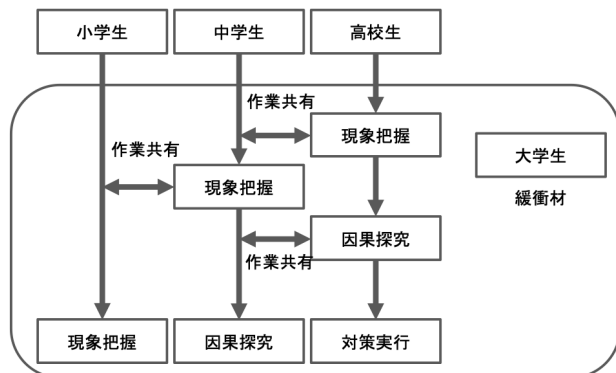 小学生
中学生
高校生
作業共有
現象把握
大学生
作業共有
現象把握
緩衝材
因果探究
作業共有
現象把握
因果探究
対策実行